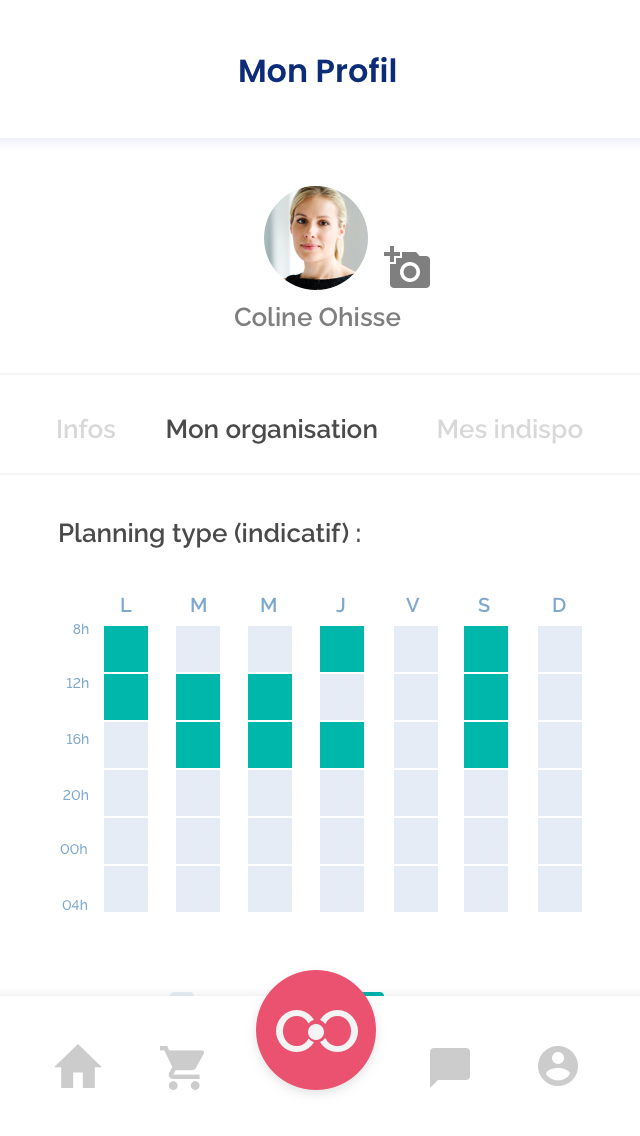 Mon Profil
Coline Ohisse
Infos Mon organisation Mes indispo
Planning type (indicatif) :
L M M J V S D
8h
12h
16h
20h
00h
04h